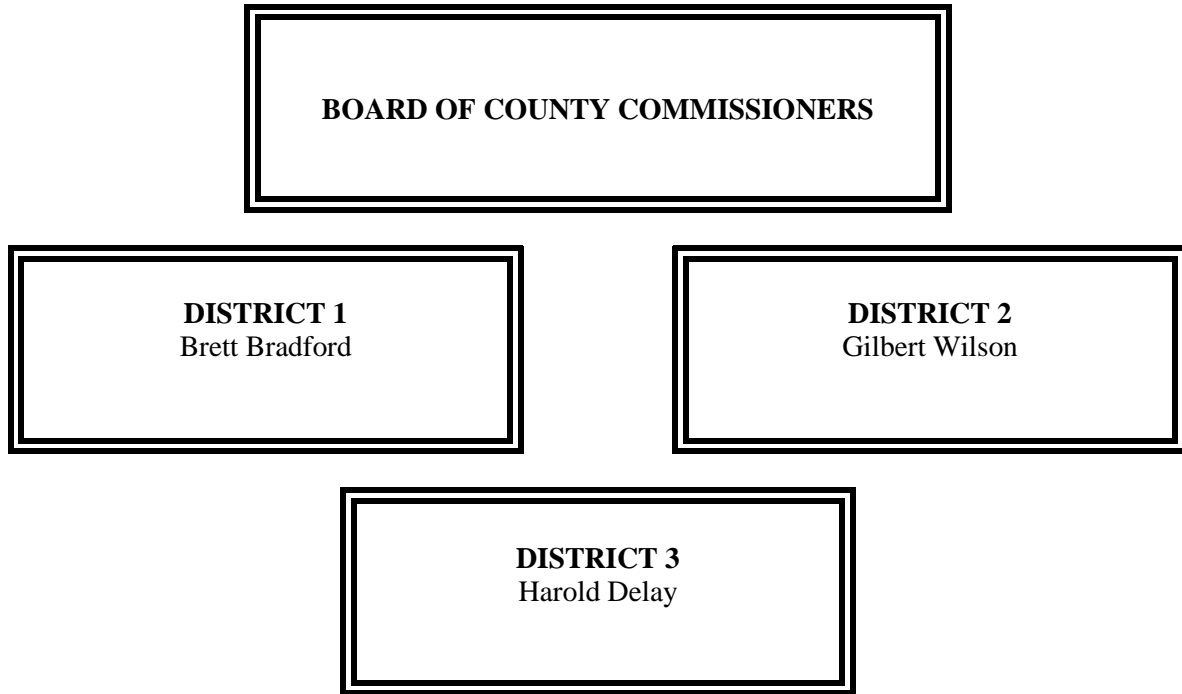 BOARD OF COUNTY COMMISSIONERS
DISTRICT 1
Brett Bradford
DISTRICT 2
Gilbert Wilson
DISTRICT 3
Harold Delay